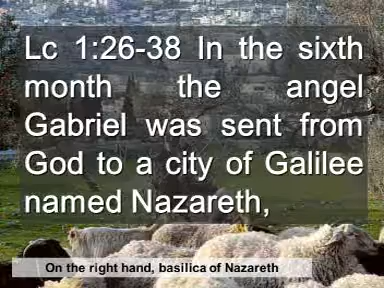 Lc 1:26-38 In the sixth
month the angel
Gabriel was sent from
God to a city of Galilee
named Nazareth,
On the right hand, basilica of Nazareth